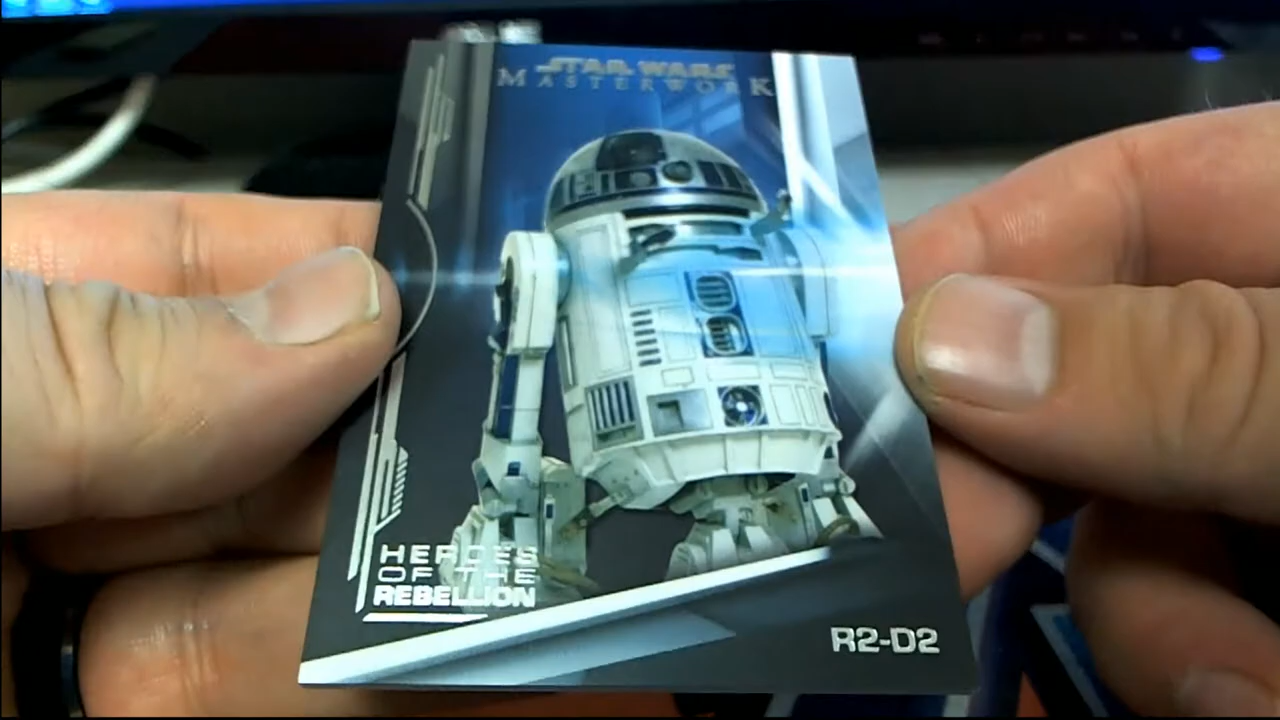 STAR WARS
MASTERWORK
HEROES
OF THE
REBELLION
R2-D2